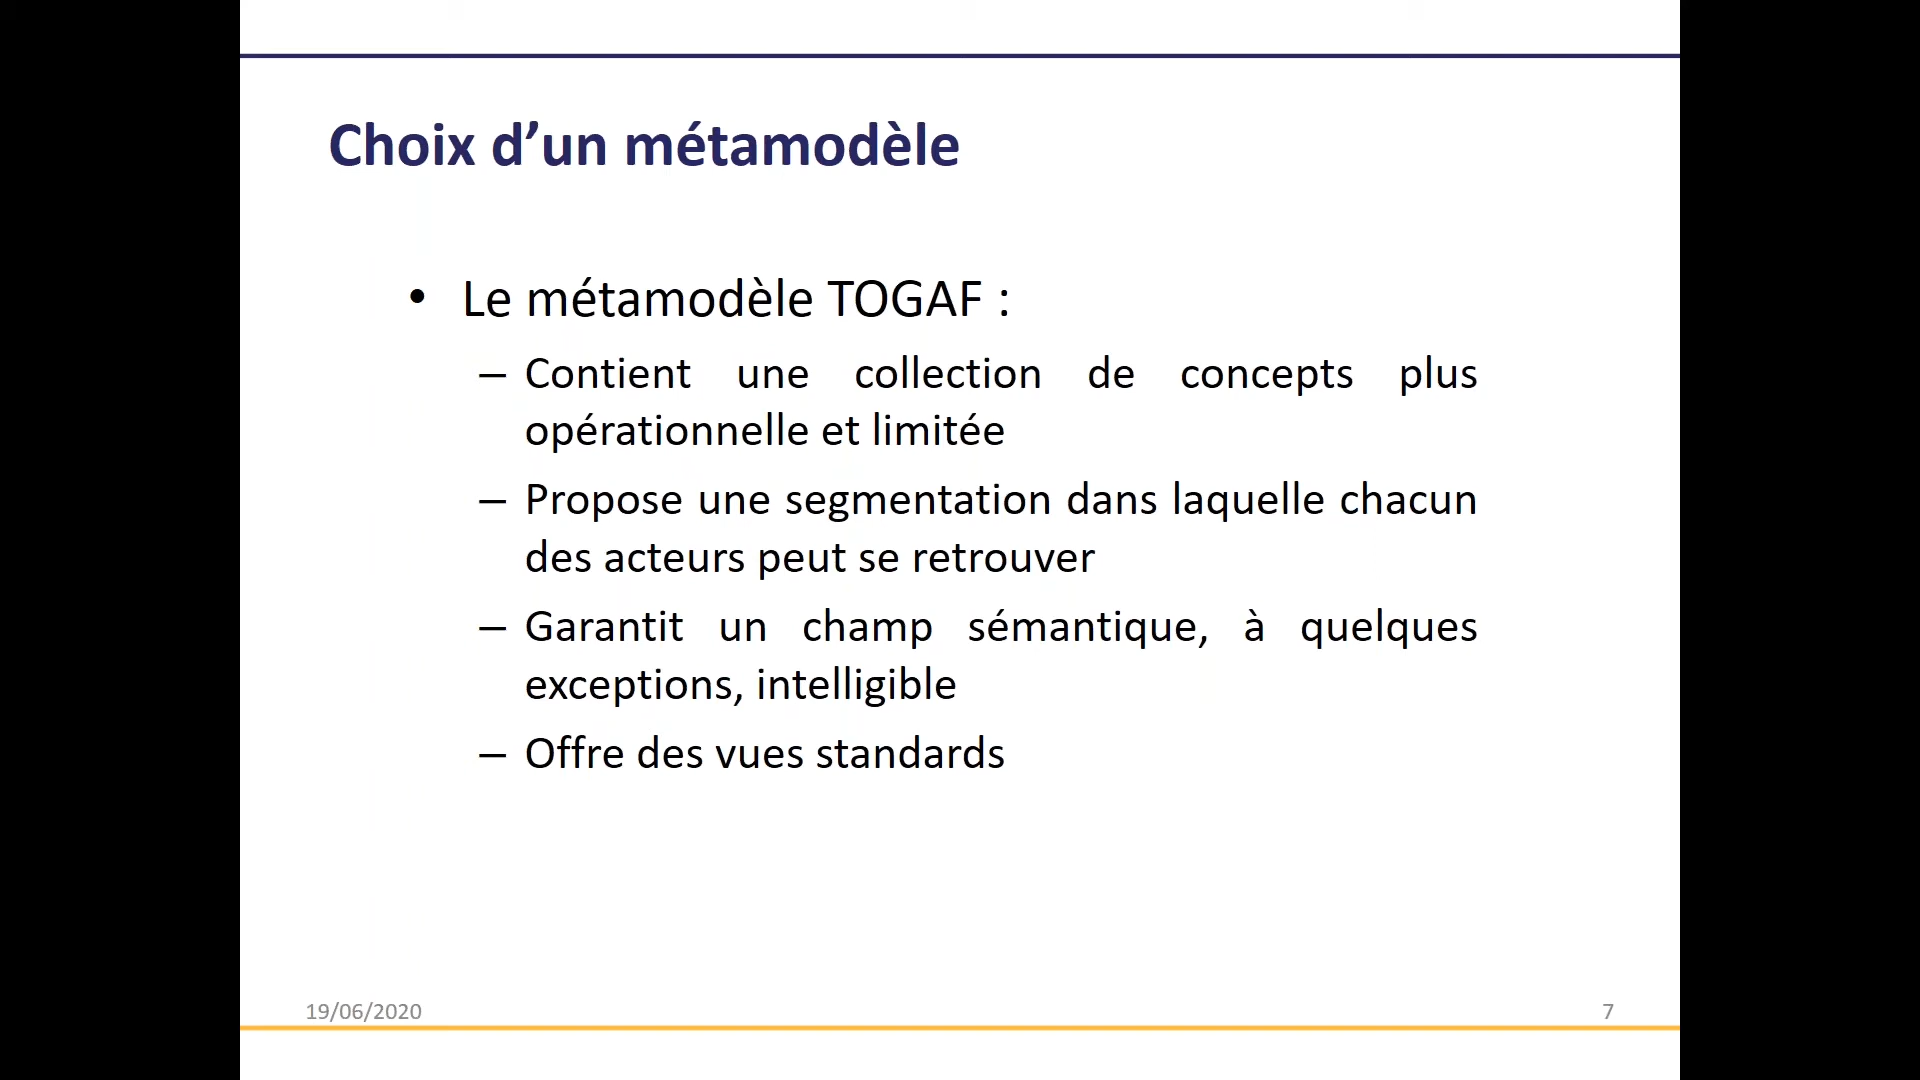 Choix d’un métamodèle
• Le métamodèle TOGAF :
– Contient une collection de concepts plus
opérationnelle et limitée
– Propose une segmentation dans laquelle chacun
des acteurs peut se retrouver
– Garantit un champ sémantique, à quelques
exceptions, intelligible
– Offre des vues standards
19/06/2020
7